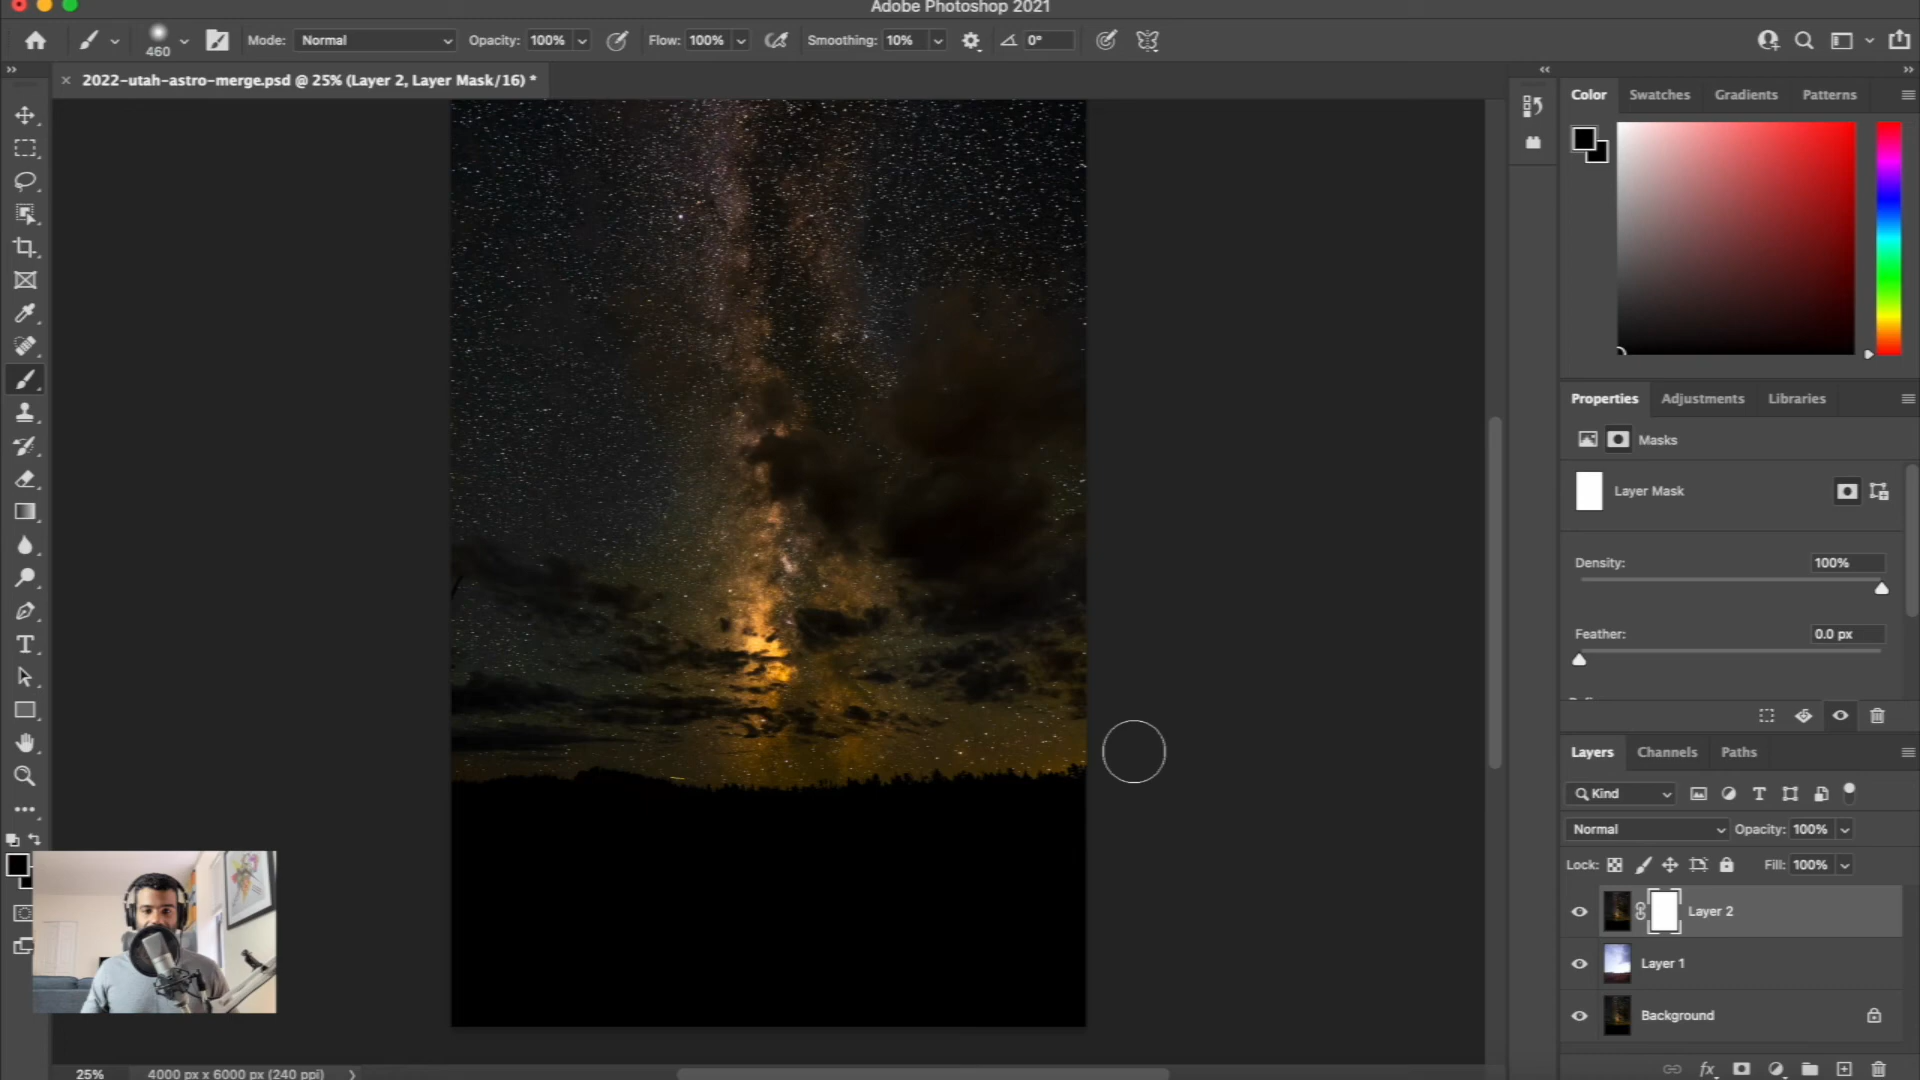 Adobe Photoshop 2021
460
Mode: Normal
Opacity: 100%
Flow: 100%
Smoothing: 10%
0°
2022-utah-astro-merge.psd @ 25% (Layer 2, Layer Mask/16) *
Color
Swatches
Gradients
Patterns
Properties
Adjustments
Libraries
Masks
Layer Mask
Density:
100%
Feather:
0.0 px
Layers
Channels
Paths
Kind
Normal
Opacity: 100%
Lock:
Fill: 100%
Layer 2
Layer 1
Background
25%
4000 px x 6000 px (240 ppi)